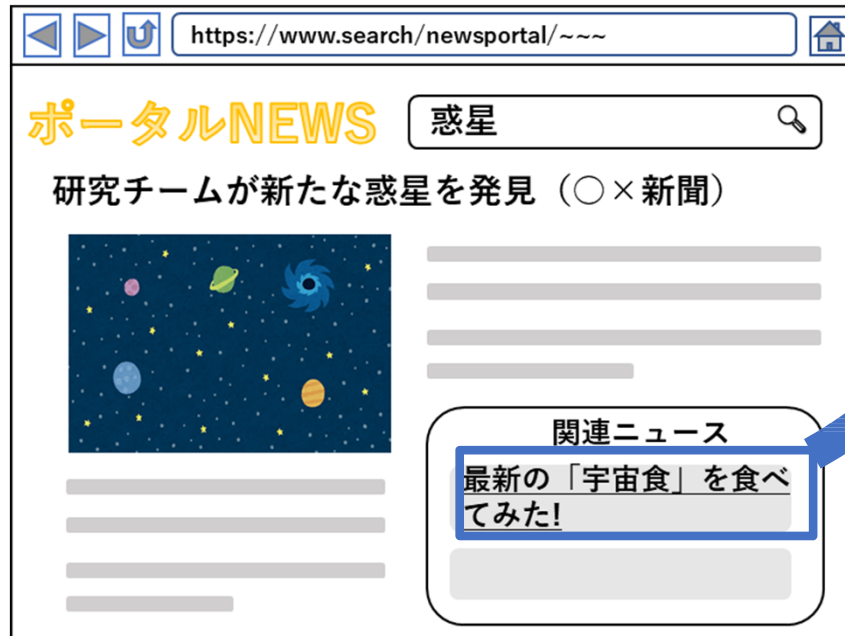 https://www.search/newsportal/~~~
ポータルNEWS
惑星
研究チームが新たな惑星を発見（○×新聞）
関連ニュース
最新の「宇宙食」を食べ
てみた!